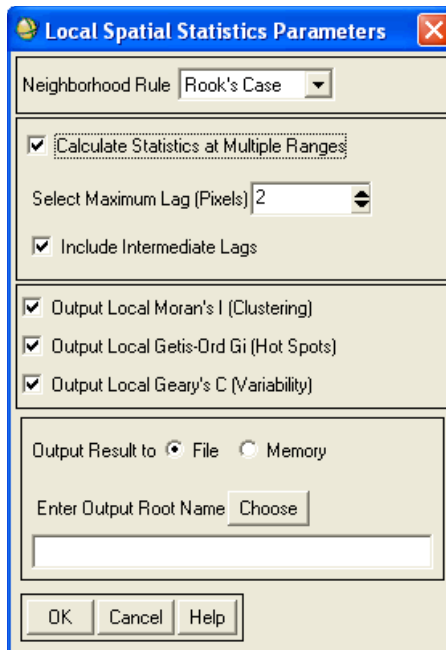 Local Spatial Statistics Parameters
Neighborhood Rule Rook's Case
Calculate Statistics at Multiple Ranges
Select Maximum Lag (Pixels) 2
Include Intermediate Lags
Output Local Moran's I (Clustering)
Output Local Getis-Ord Gi (Hot Spots)
Output Local Geary's C (Variability)
Output Result to File Memory
Enter Output Root Name Choose
OK Cancel Help